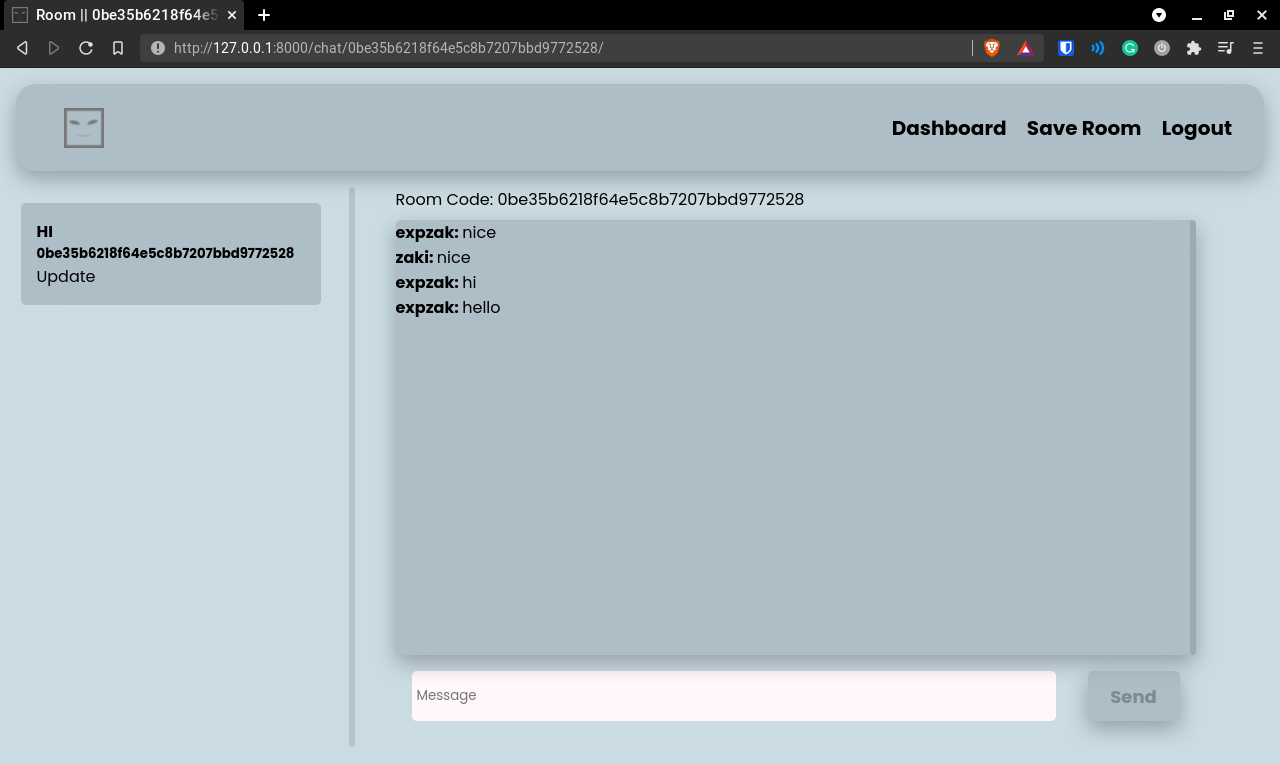 Room || 0be35b6218f64e5
http://127.0.0.1:8000/chat/0be35b6218f64e5c8b7207bbd9772528/
Dashboard Save Room Logout
HI
0be35b6218f64e5c8b7207bbd9772528
Update
Room Code: 0be35b6218f64e5c8b7207bbd9772528
expzak: nice
zaki: nice
expzak: hi
expzak: hello
Message
Send